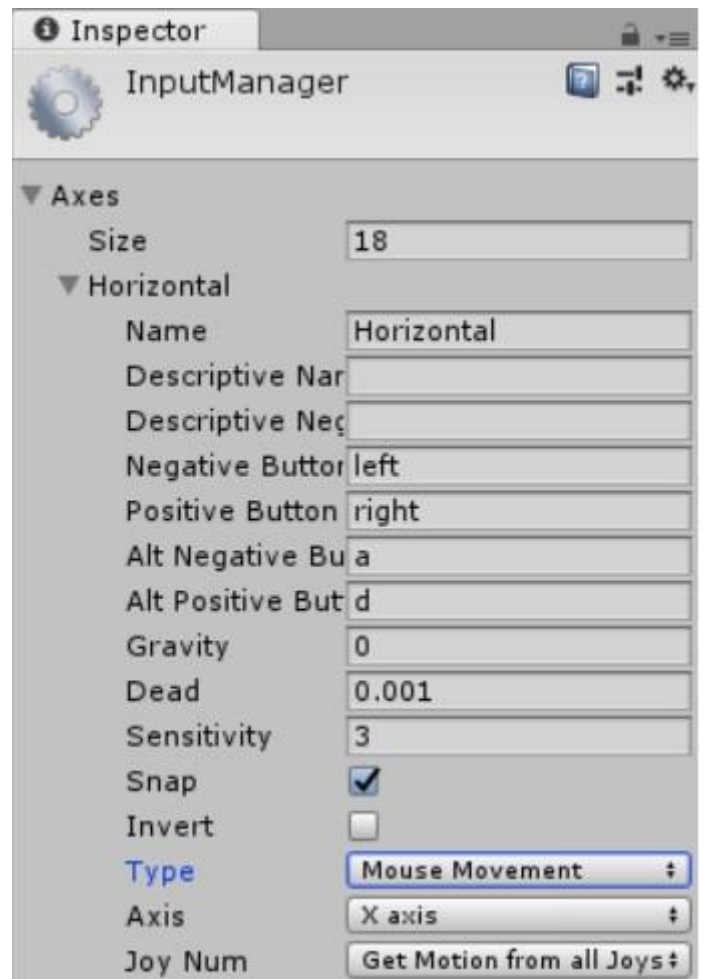 Inspector
InputManager
Axes
Size 18
Horizontal
Name Horizontal
Descriptive Nar
Descriptive Neg
Negative Buttor left
Positive Button right
Alt Negative Bu a
Alt Positive But d
Gravity 0
Dead 0.001
Sensitivity 3
Snap
Invert
Type Mouse Movement
Axis X axis
Joy Num Get Motion from all Joys